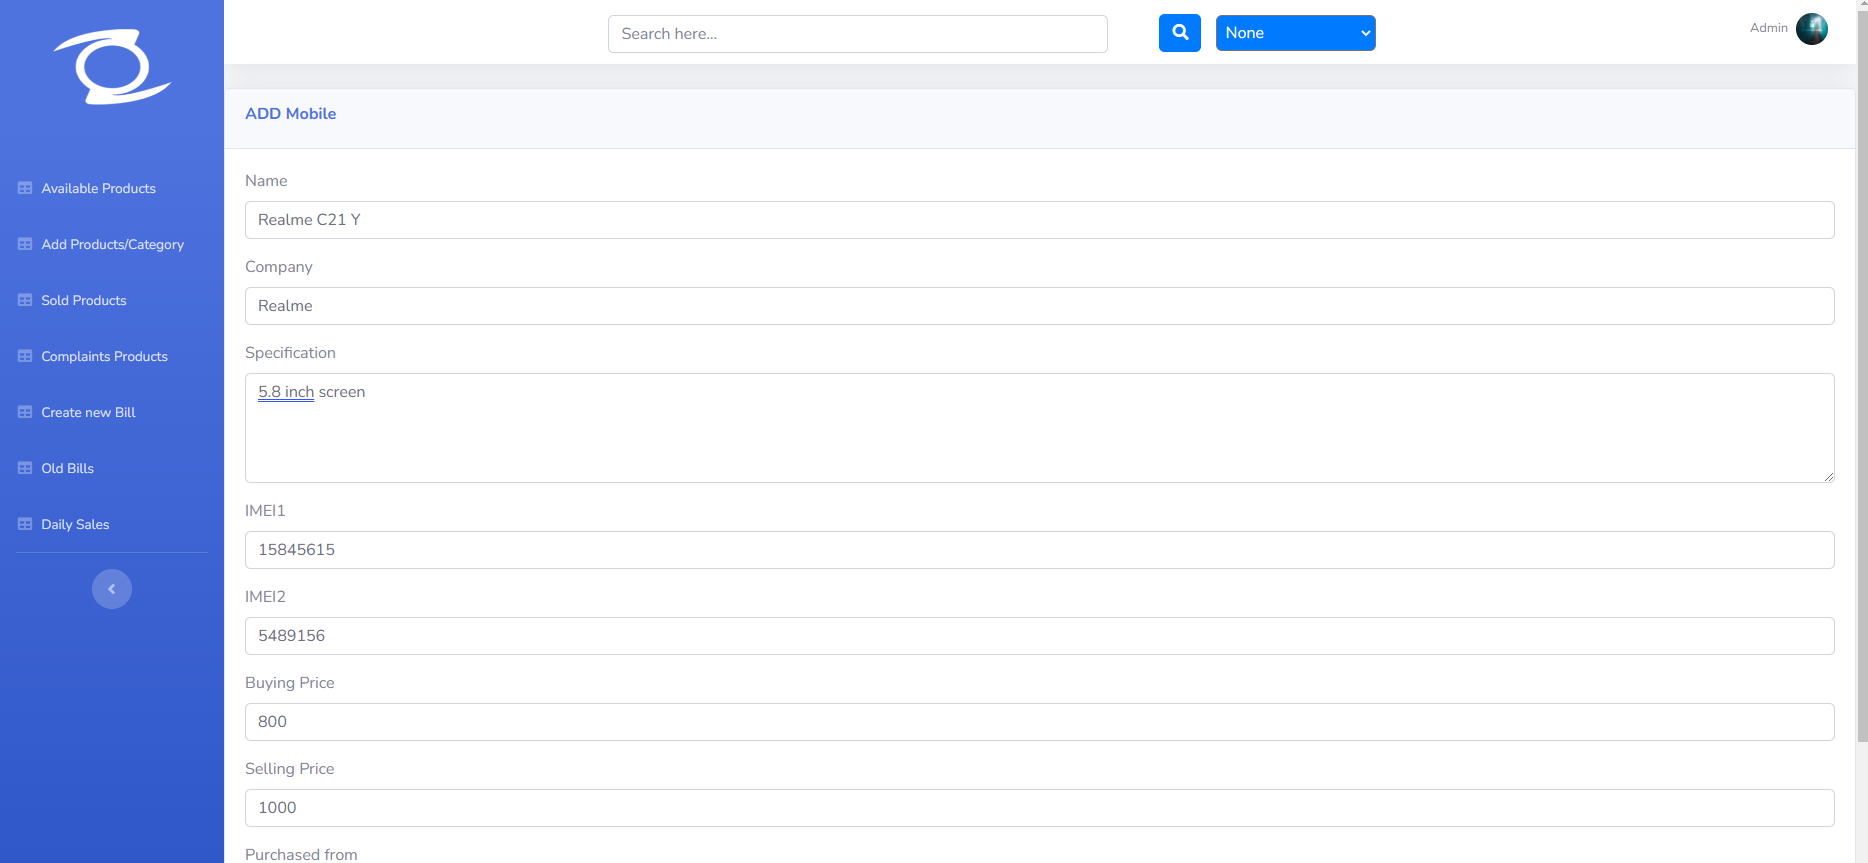 Search here...
None
Admin
Available Products
Add Products/Category
Sold Products
Complaints Products
Create new Bill
Old Bills
Daily Sales
ADD Mobile
Name
Realme C21 Y
Company
Realme
Specification
5.8 inch screen
IMEI1
15845615
IMEI2
5489156
Buying Price
800
Selling Price
1000
Purchased from